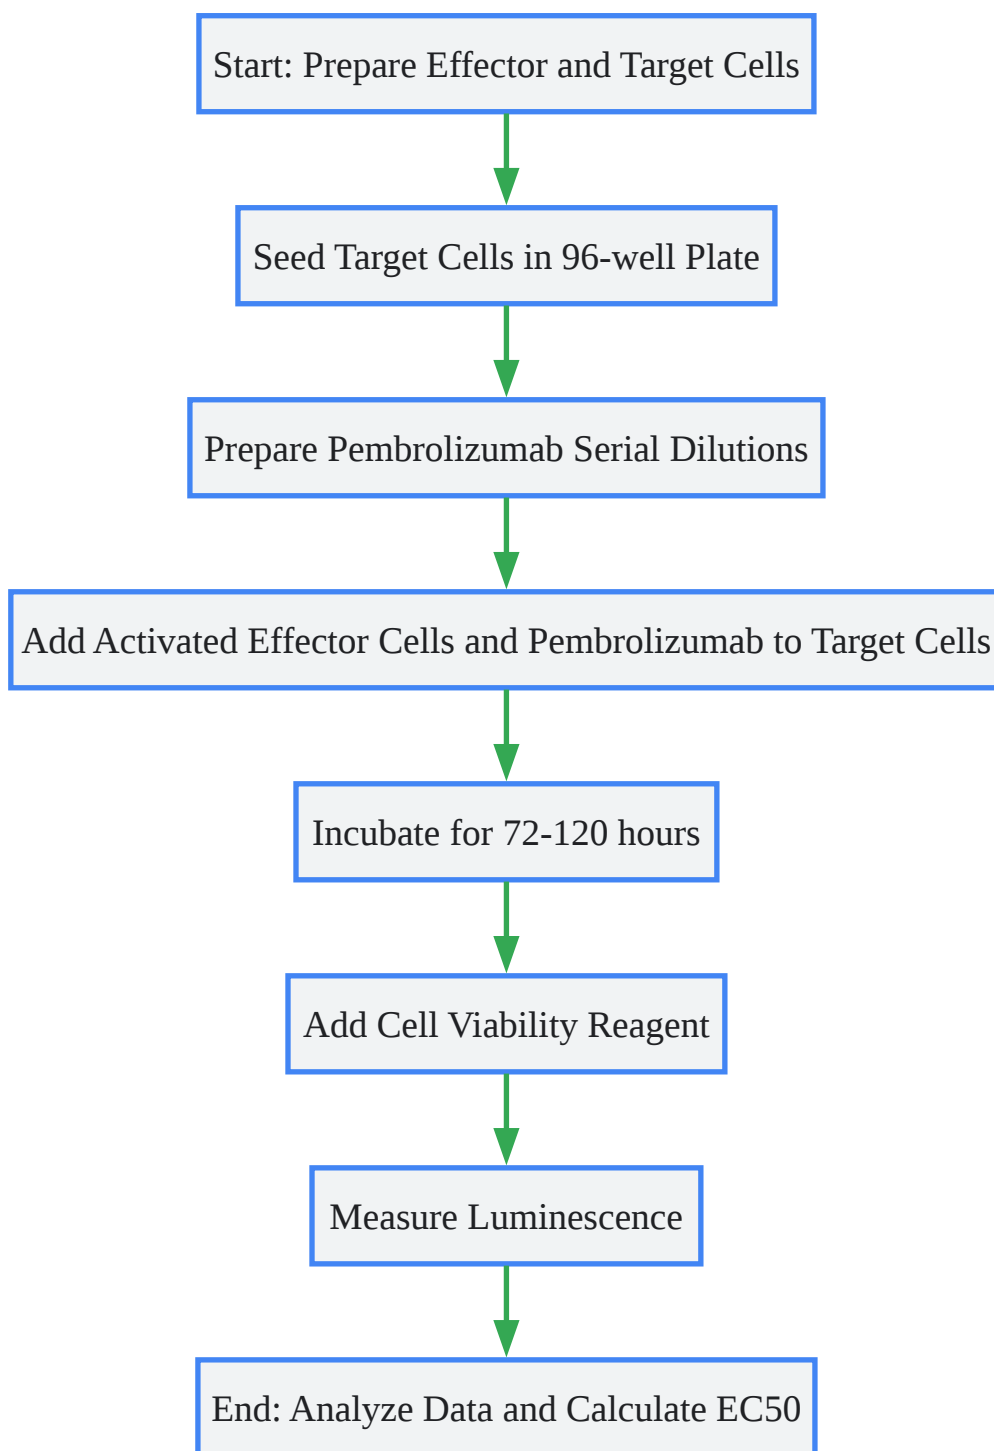 Start: Prepare Effector and Target Cells
Seed Target Cells in 96-well Plate
Prepare Pembrolizumab Serial Dilutions
Add Activated Effector Cells and Pembrolizumab to Target Cells
Incubate for 72-120 hours
Add Cell Viability Reagent
Measure Luminescence
End: Analyze Data and Calculate EC50